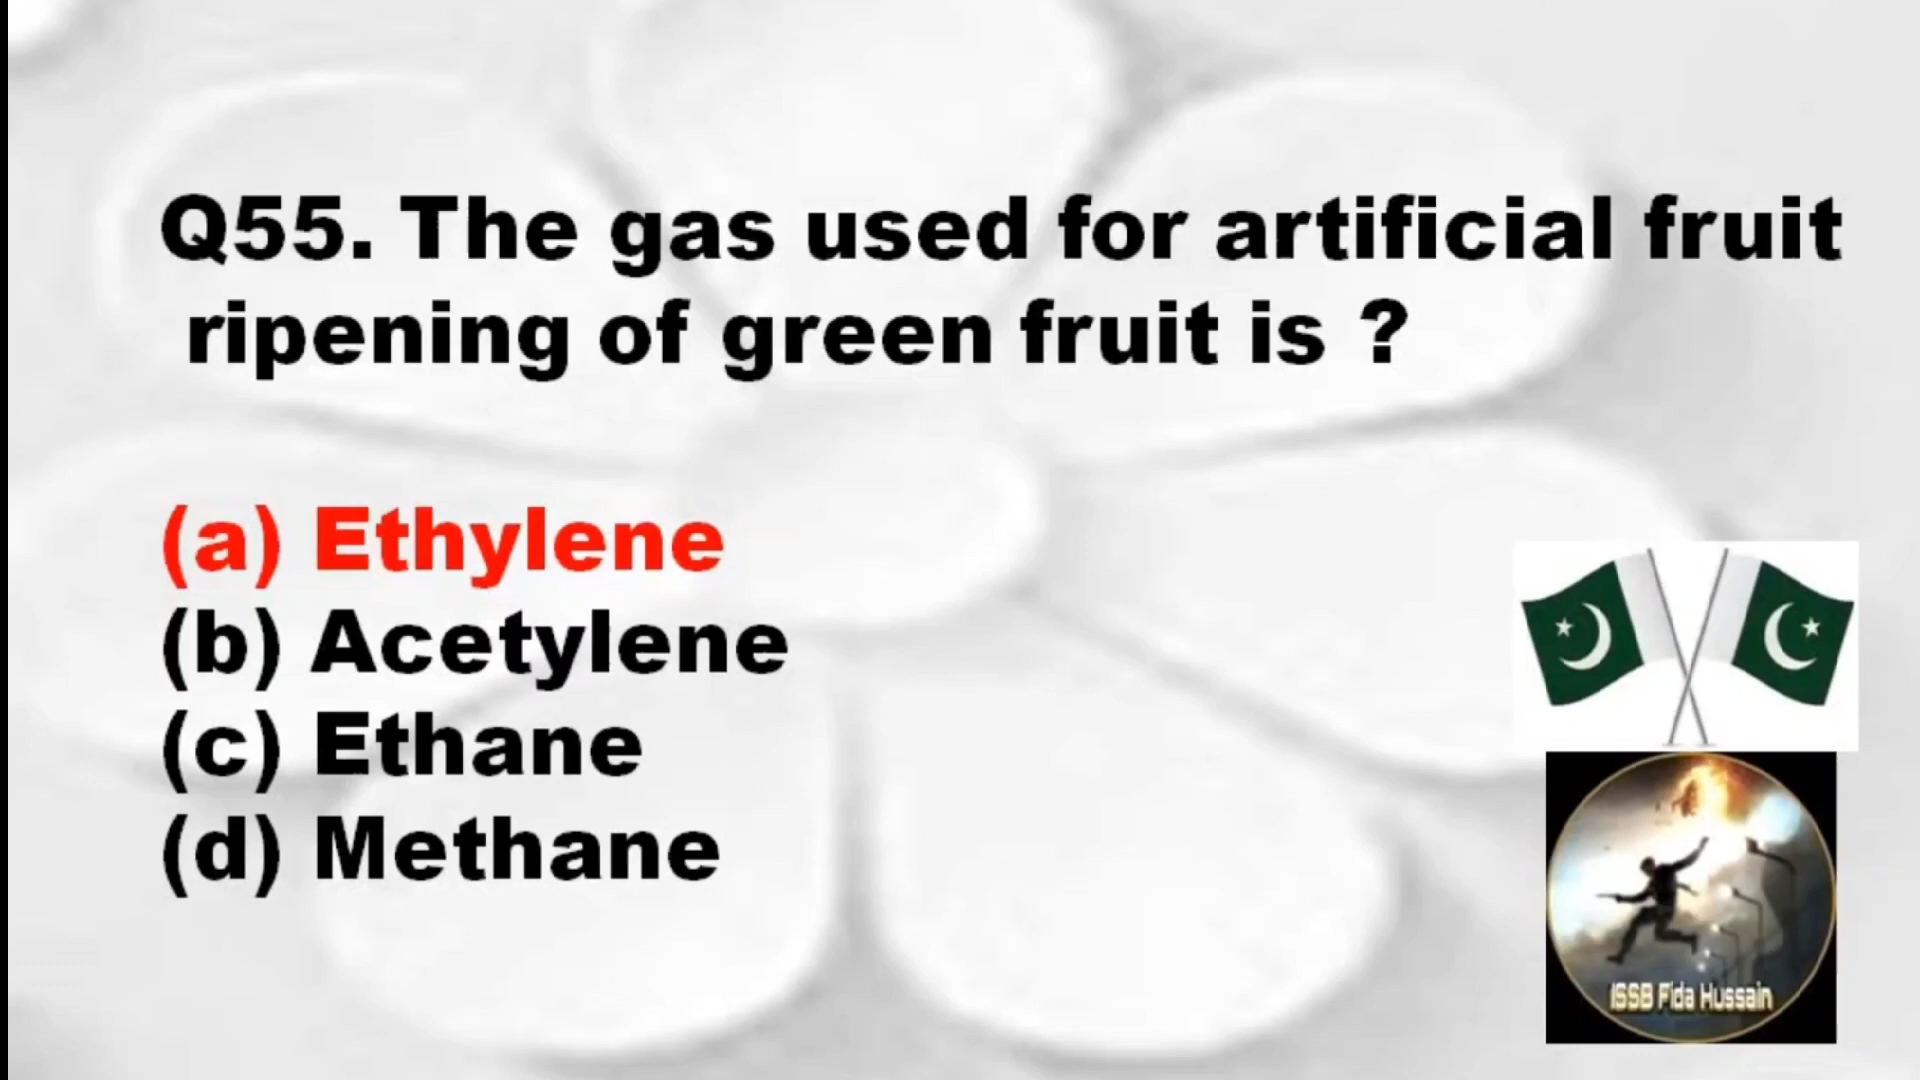 Q55. The gas used for artificial fruit
ripening of green fruit is ?
(a) Ethylene
(b) Acetylene
(c) Ethane
(d) Methane
ISSB Fida Hussain